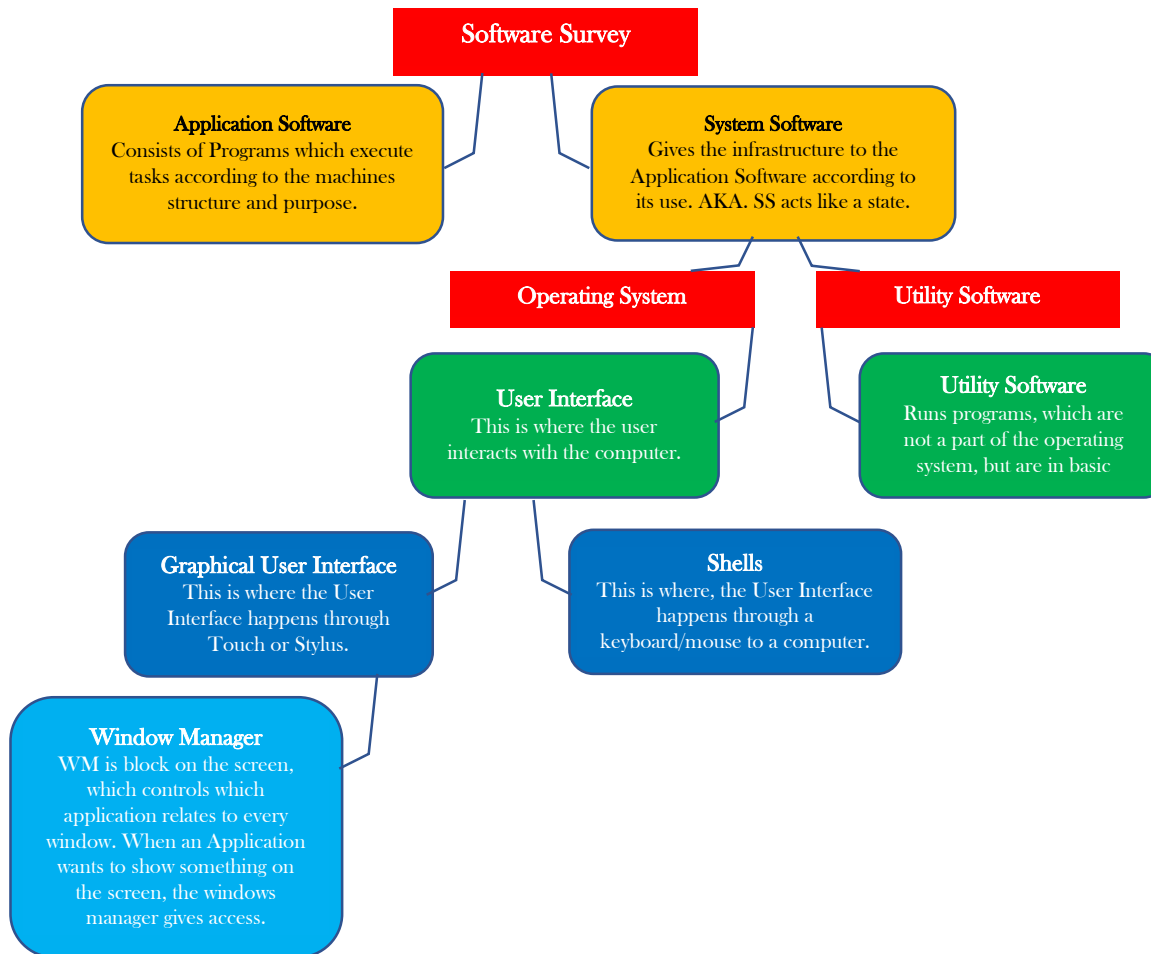 Software Survey
Application Software
Consists of Programs which execute
tasks according to the machines
structure and purpose.
System Software
Gives the infrastructure to the
Application Software according to
its use. AKA. SS acts like a state.
Operating System
Utility Software
User Interface
This is where the user
interacts with the computer.
Utility Software
Runs programs, which are
not a part of the operating
system, but are in basic
Graphical User Interface
This is where the User
Interface happens through
Touch or Stylus.
Shells
This is where, the User Interface
happens through a
keyboard/mouse to a computer.
Window Manager
WM is block on the screen,
which controls which
application relates to every
window. When an Application
wants to show something on
the screen, the windows
manager gives access.